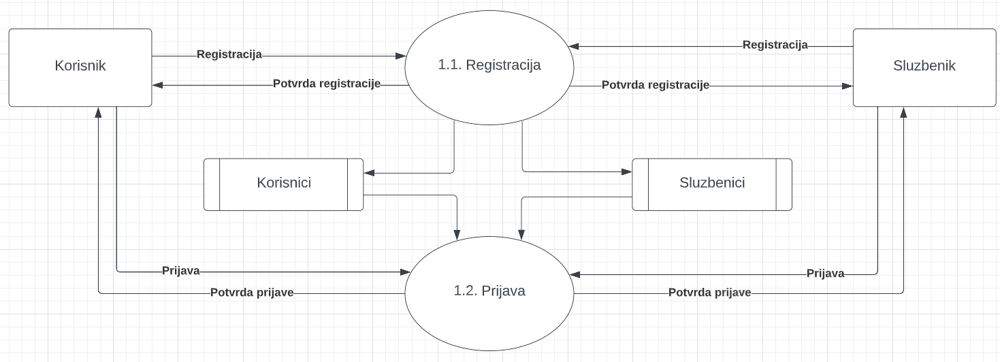 Registracija
Registracija
Korisnik
1.1. Registracija
Sluzbenik
Potvrda registracije
Potvrda registracije
Korisnici
Sluzbenici
Prijava
Prijava
1.2. Prijava
Potvrda prijave
Potvrda prijave